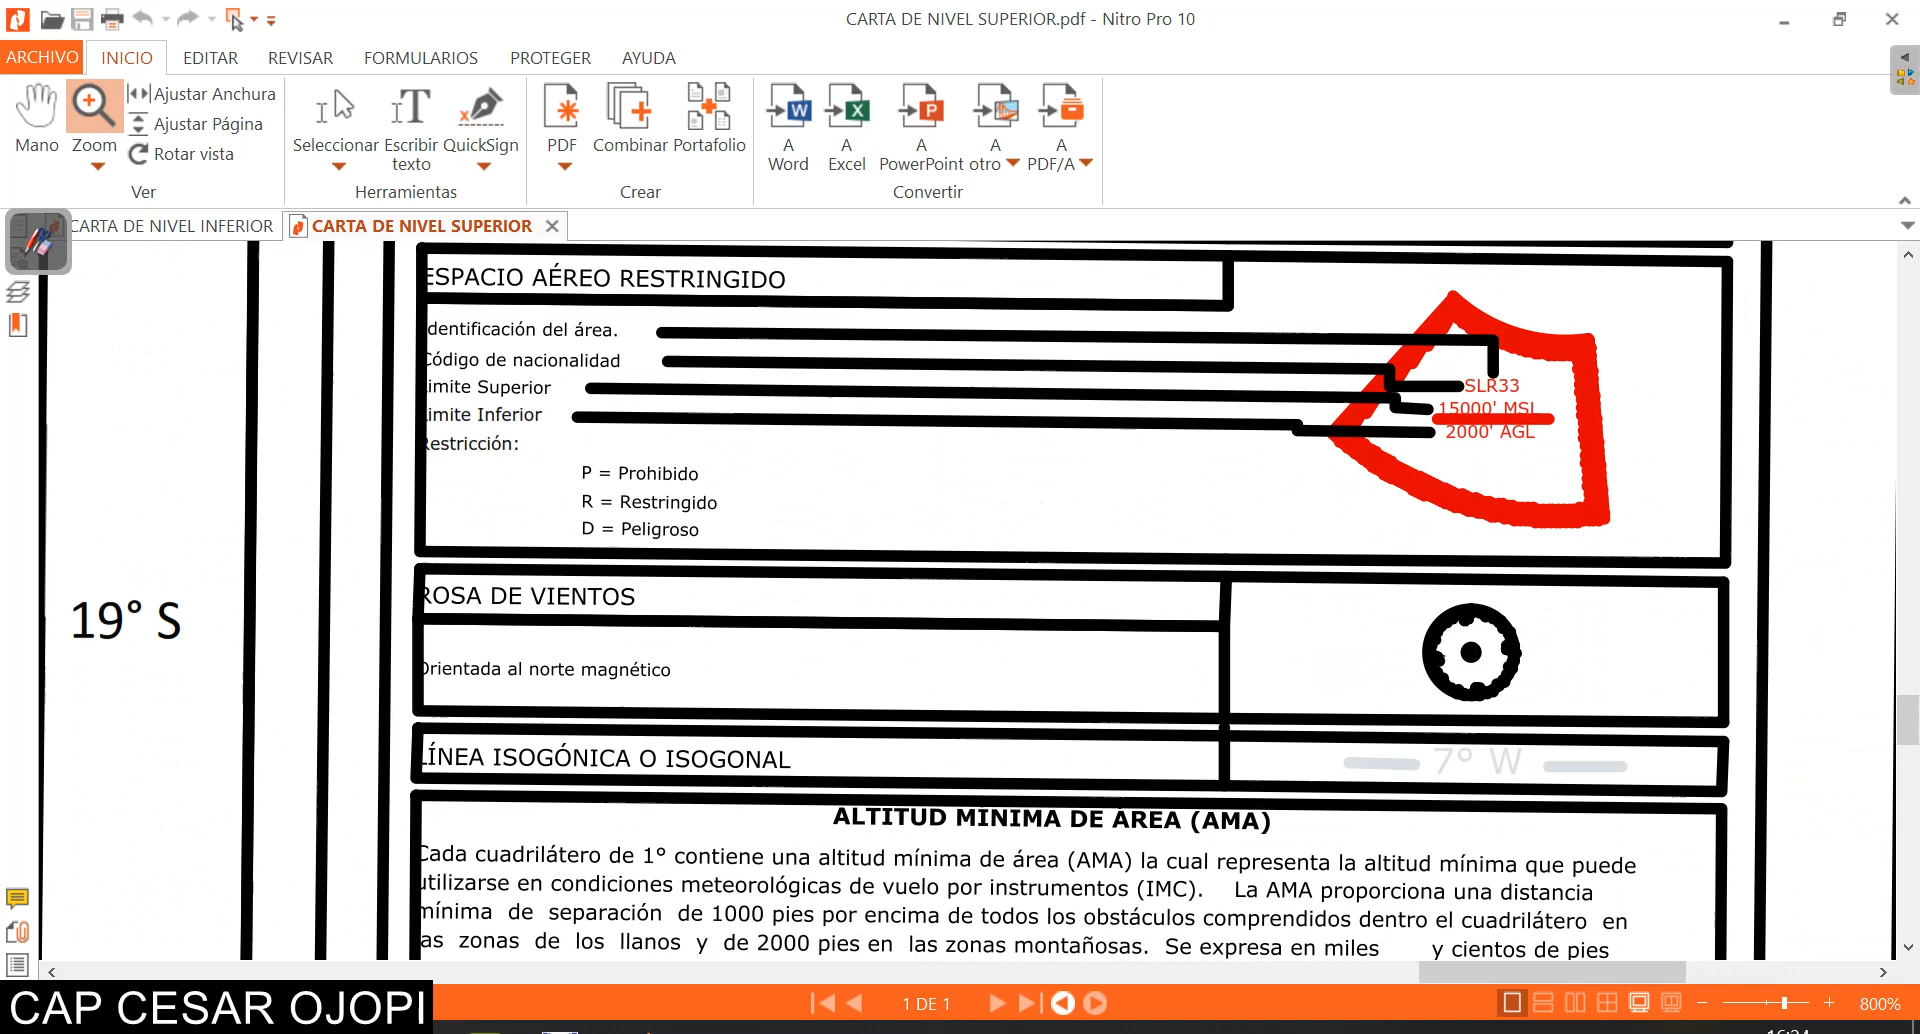 CARTA DE NIVEL SUPERIOR.pdf - Nitro Pro 10
ARCHIVO INICIO EDITAR REVISAR FORMULARIOS PROTEGER AYUDA
Mano
Zoom
Ajustar Anchura
Ajustar Página
Rotar vista
Ver
Seleccionar
Escribir texto
QuickSign
Herramientas
PDF
Combinar
Portafolio
Crear
A Word
A Excel
A PowerPoint
A otro
A PDF/A
Convertir
CARTA DE NIVEL INFERIOR
CARTA DE NIVEL SUPERIOR
19° S
ESPACIO AÉREO RESTRINGIDO
Identificación del área.
Código de nacionalidad
Limite Superior
Limite Inferior
Restricción:
P = Prohibido
R = Restringido
D = Peligroso
SLR33
15000' MSL
2000' AGL
ROSA DE VIENTOS
Orientada al norte magnético
LÍNEA ISOGÓNICA O ISOGONAL
7° W
ALTITUD MINIMA DE ÁREA (AMA)
Cada cuadrilátero de 1° contiene una altitud mínima de área (AMA) la cual representa la altitud mínima que puede
utilizarse en condiciones meteorológicas de vuelo por instrumentos (IMC). La AMA proporciona una distancia
mínima de separación de 1000 pies por encima de todos los obstáculos comprendidos dentro el cuadrilátero en
las zonas de los llanos y de 2000 pies en las zonas montañosas. Se expresa en miles y cientos de pies
CAP CESAR OJOPI
1 DE 1
800%